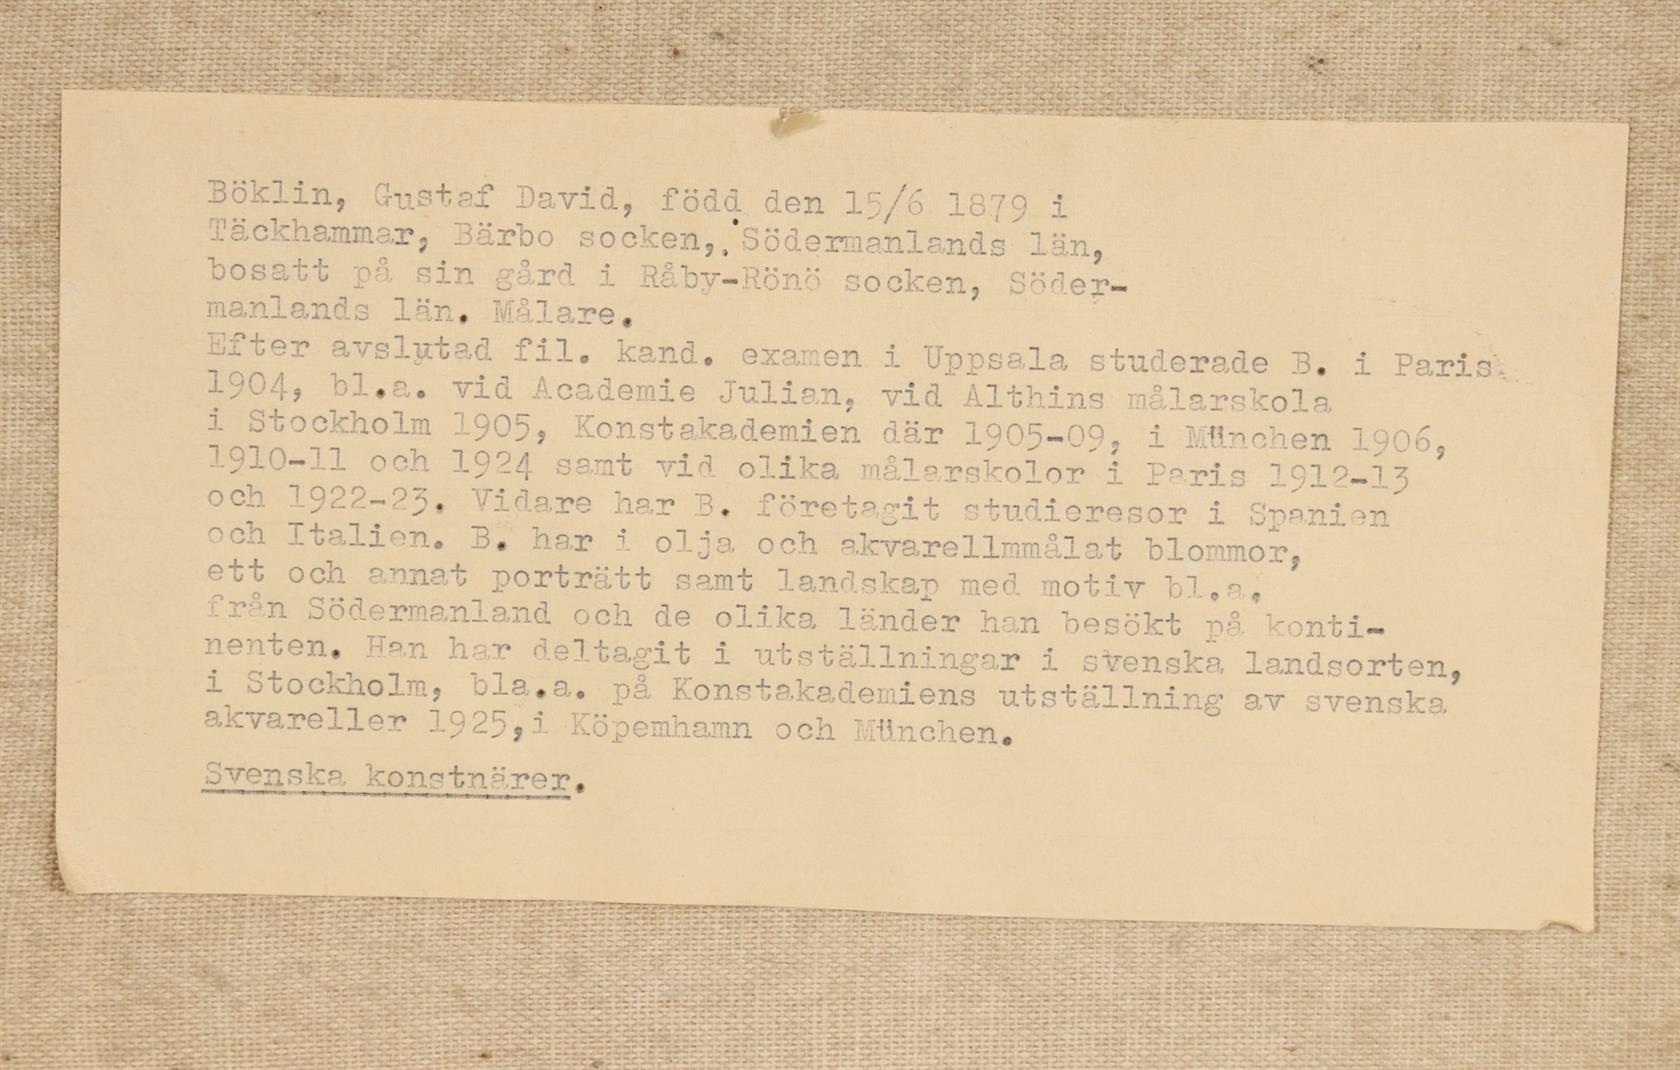 Böklin, Gustaf David, född den 15/6 1879 i
Täckhammar, Bärbo socken,. Södermanlands län,
bosatt på sin gård i Råby-Rönö socken, Söder-
manlands län. Målare.
Efter avslutad fil. kand. examen i Uppsala studerade B. i Paris
1904, bl.a. vid Academie Julian, vid Althins målarskola
i Stockholm 1905, Konstakademien där 1905-09, i München 1906,
1910-11 och 1924 samt vid olika målarskolor i Paris 1912-13
och 1922-23. Vidare har B. företagit studieresor i Spanien
och Italien. B. har i olja och akvarellmmålat blommor,
ett och annat porträtt samt landskap med motiv bl.a.
från Södermanland och de olika länder han besökt på konti-
nenten. Han har deltagit i utställningar i svenska landsorten,
i Stockholm, bla.a. på Konstakademiens utställning av svenska
akvareller 1925,i Köpemhamn och München.
Svenska konstnärer.